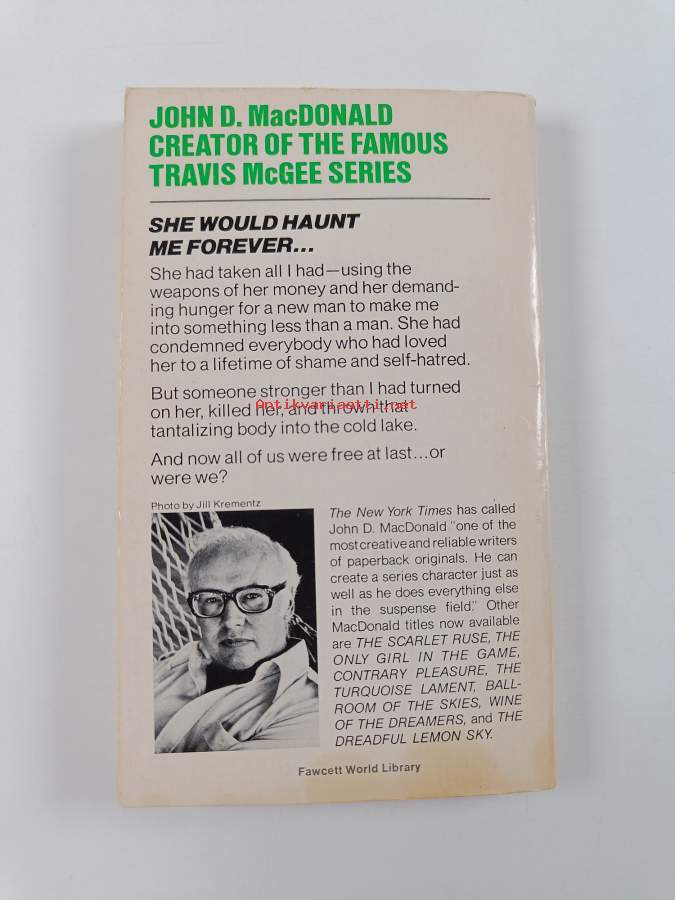 JOHN D. MacDONALD
CREATOR OF THE FAMOUS
TRAVIS McGEE SERIES
SHE WOULD HAUNT
ME FOREVER...
She had taken all I had—using the
weapons of her money and her demand-
ing hunger for a new man to make me
into something less than a man. She had
condemned everybody who had loved
her to a lifetime of shame and self-hatred.
But someone stronger than I had turned
on her, killed her, and thrown that
tantalizing body into the cold lake.
Antikvariaatti.net
And now all of us were free at last...or
were we?
Photo by Jill Krementz
The New York Times has called
John D. MacDonald "one of the
most creative and reliable writers
of paperback originals. He can
create a series character just as
well as he does everything else
in the suspense field." Other
MacDonald titles now available
are THE SCARLET RUSE, THE
ONLY GIRL IN THE GAME,
CONTRARY PLEASURE, THE
TURQUOISE LAMENT, BALL-
ROOM OF THE SKIES, WINE
OF THE DREAMERS, and THE
DREADFUL LEMON SKY.
Fawcett World Library